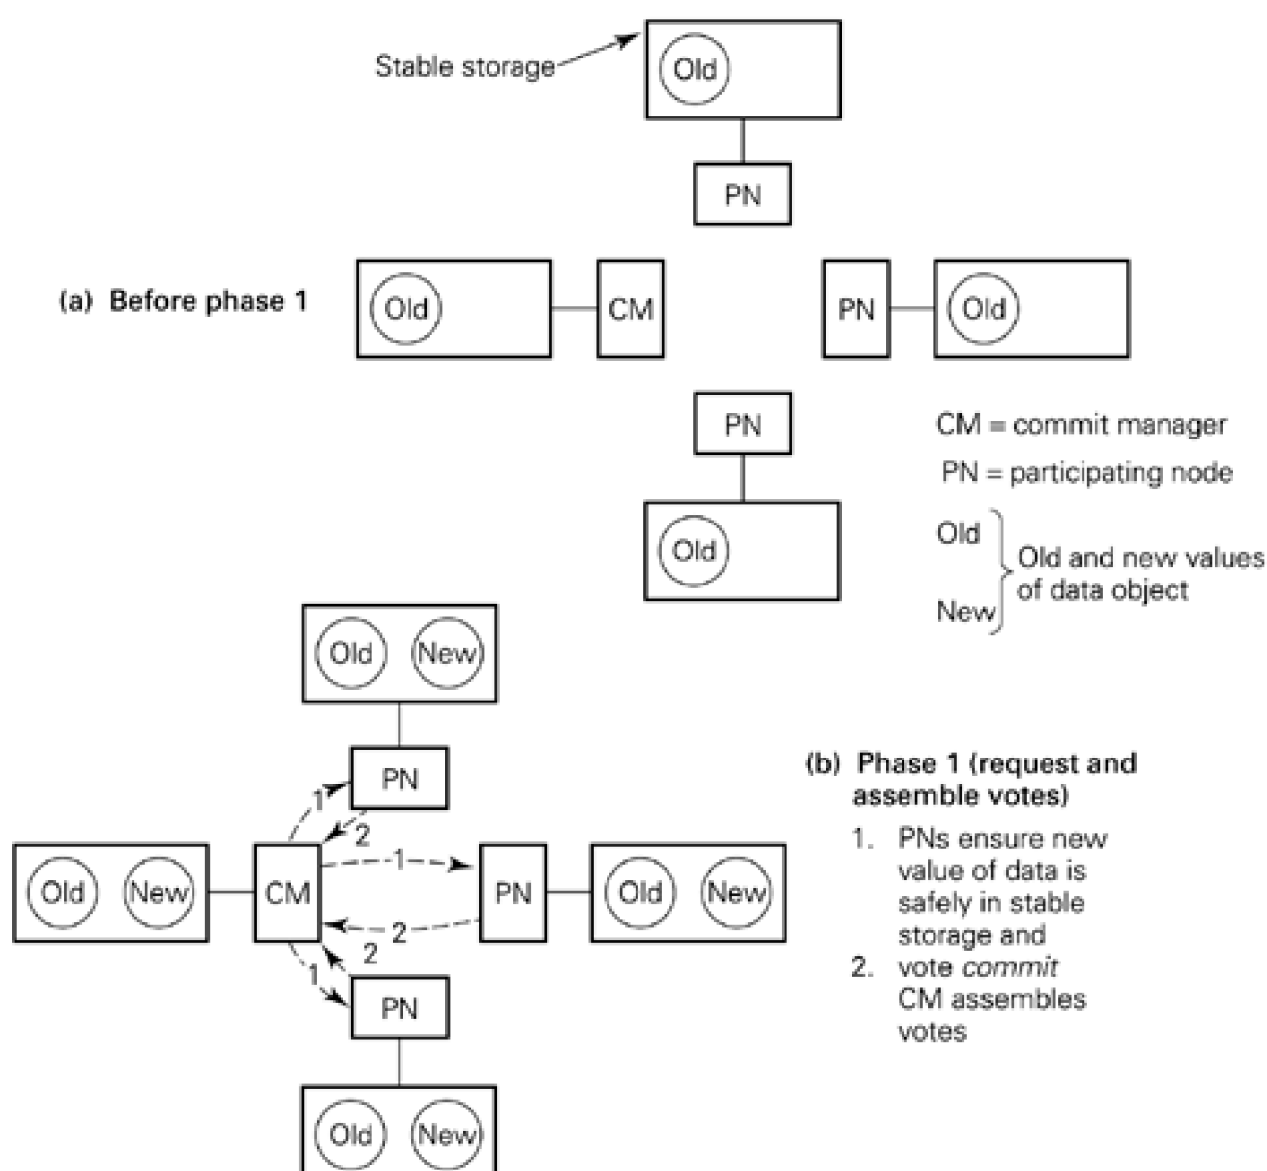 Stable storage
Old
PN
(a) Before phase 1
Old
CM
PN
Old
PN
CM = commit manager
PN = participating node
Old
Old
New
Old and new values
of data object
Old New
PN
1
2
(b) Phase 1 (request and
assemble votes)
1. PNs ensure new
value of data is
safely in stable
storage and
2. vote commit
CM assembles
votes
Old New
CM
1
PN
Old New
2
2
1
PN
Old New